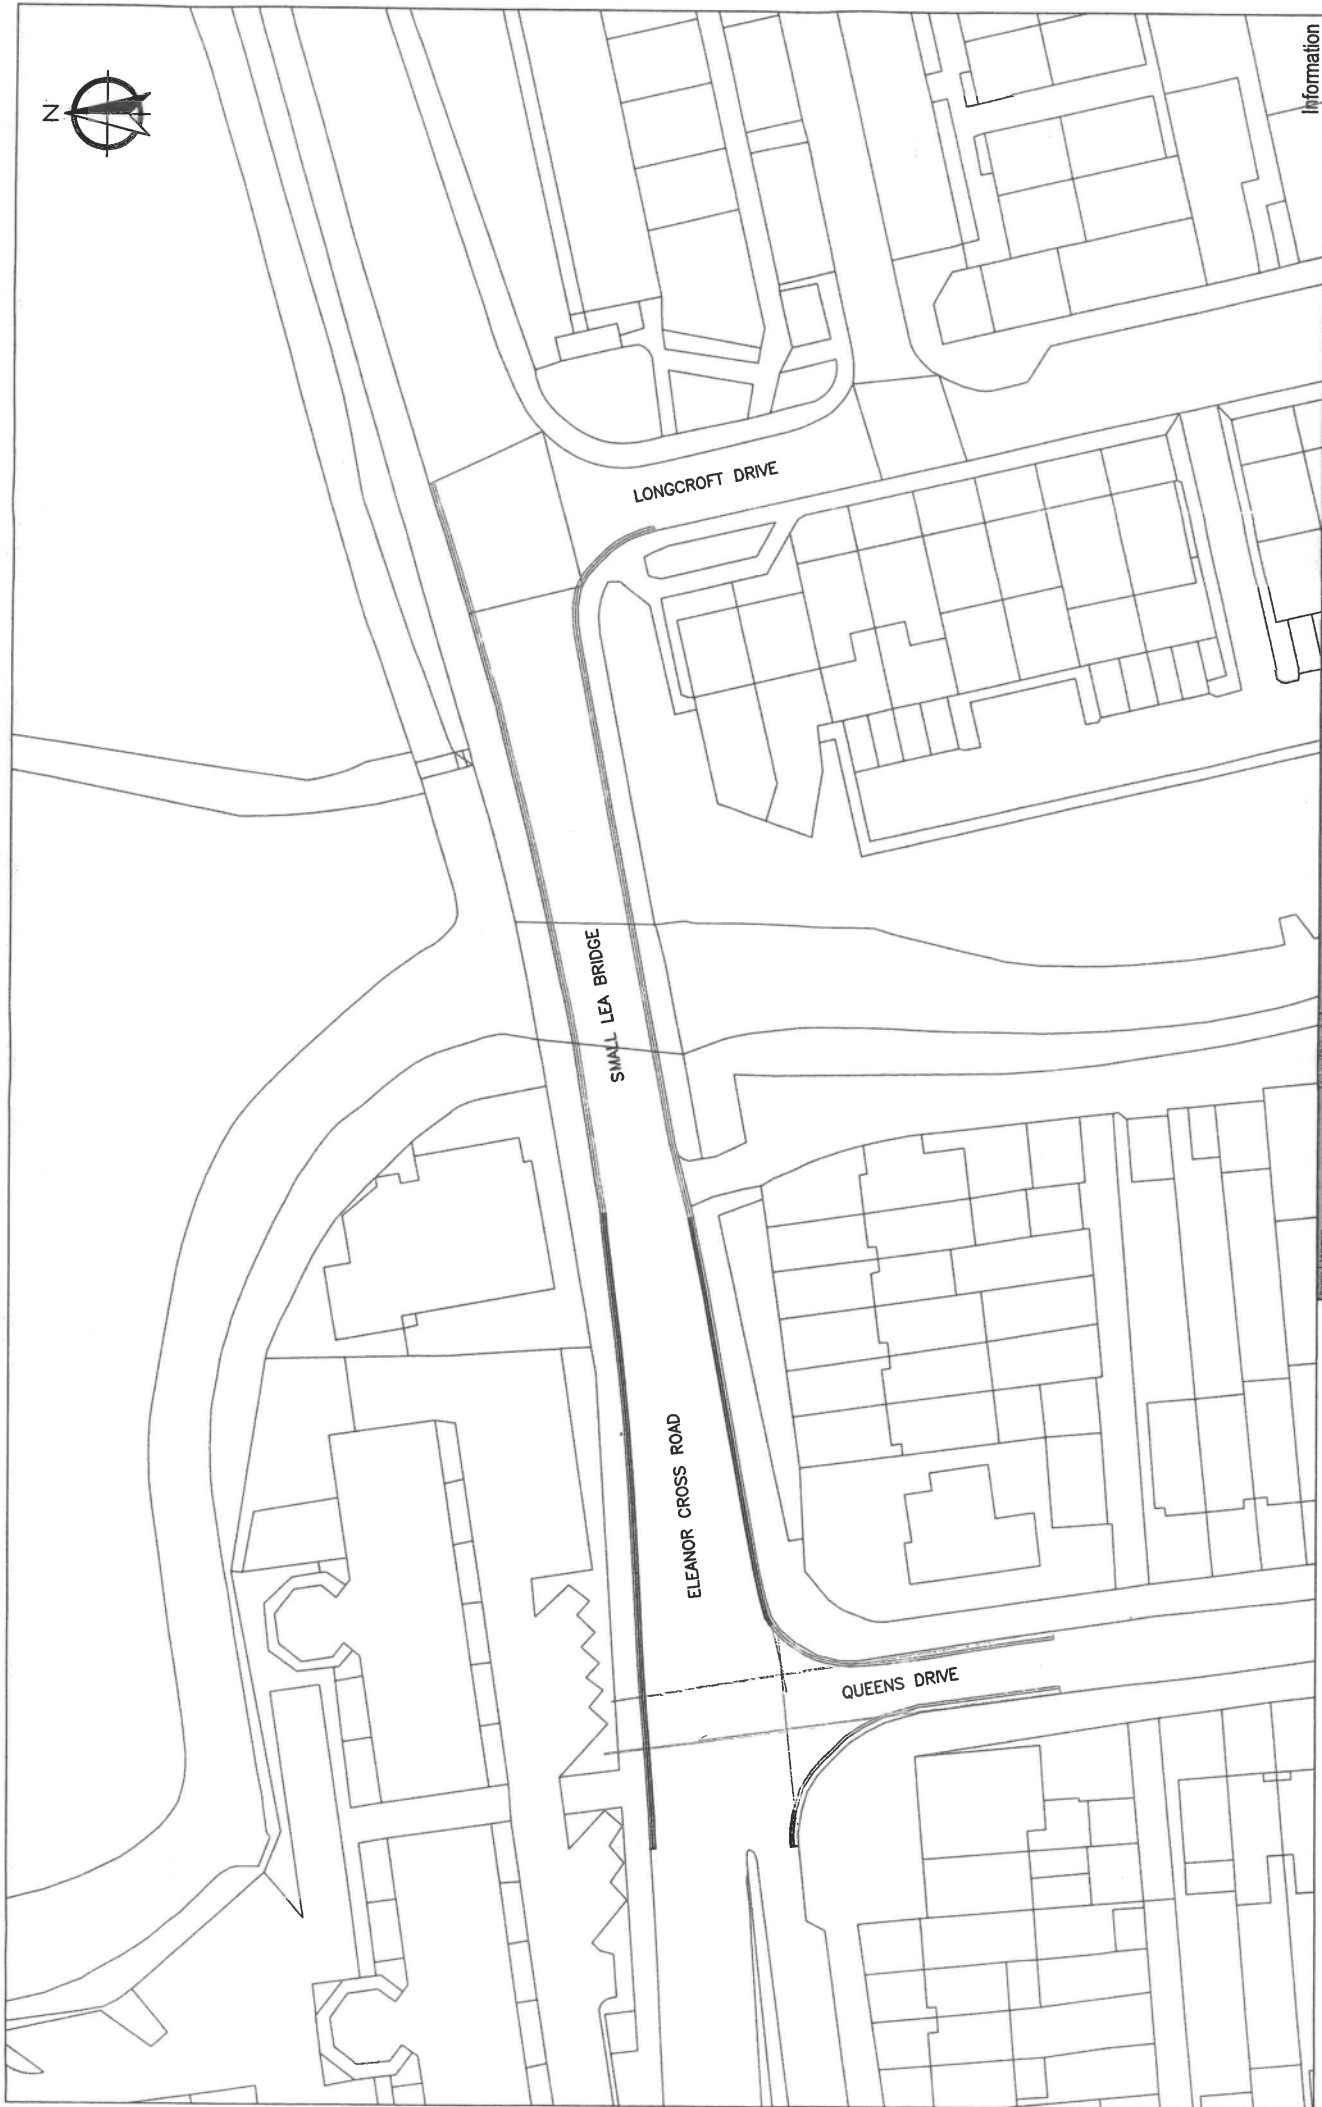 N
Information
LONGCROFT DRIVE
SMALL LEA BRIDGE
ELEANOR CROSS ROAD
QUEENS DRIVE